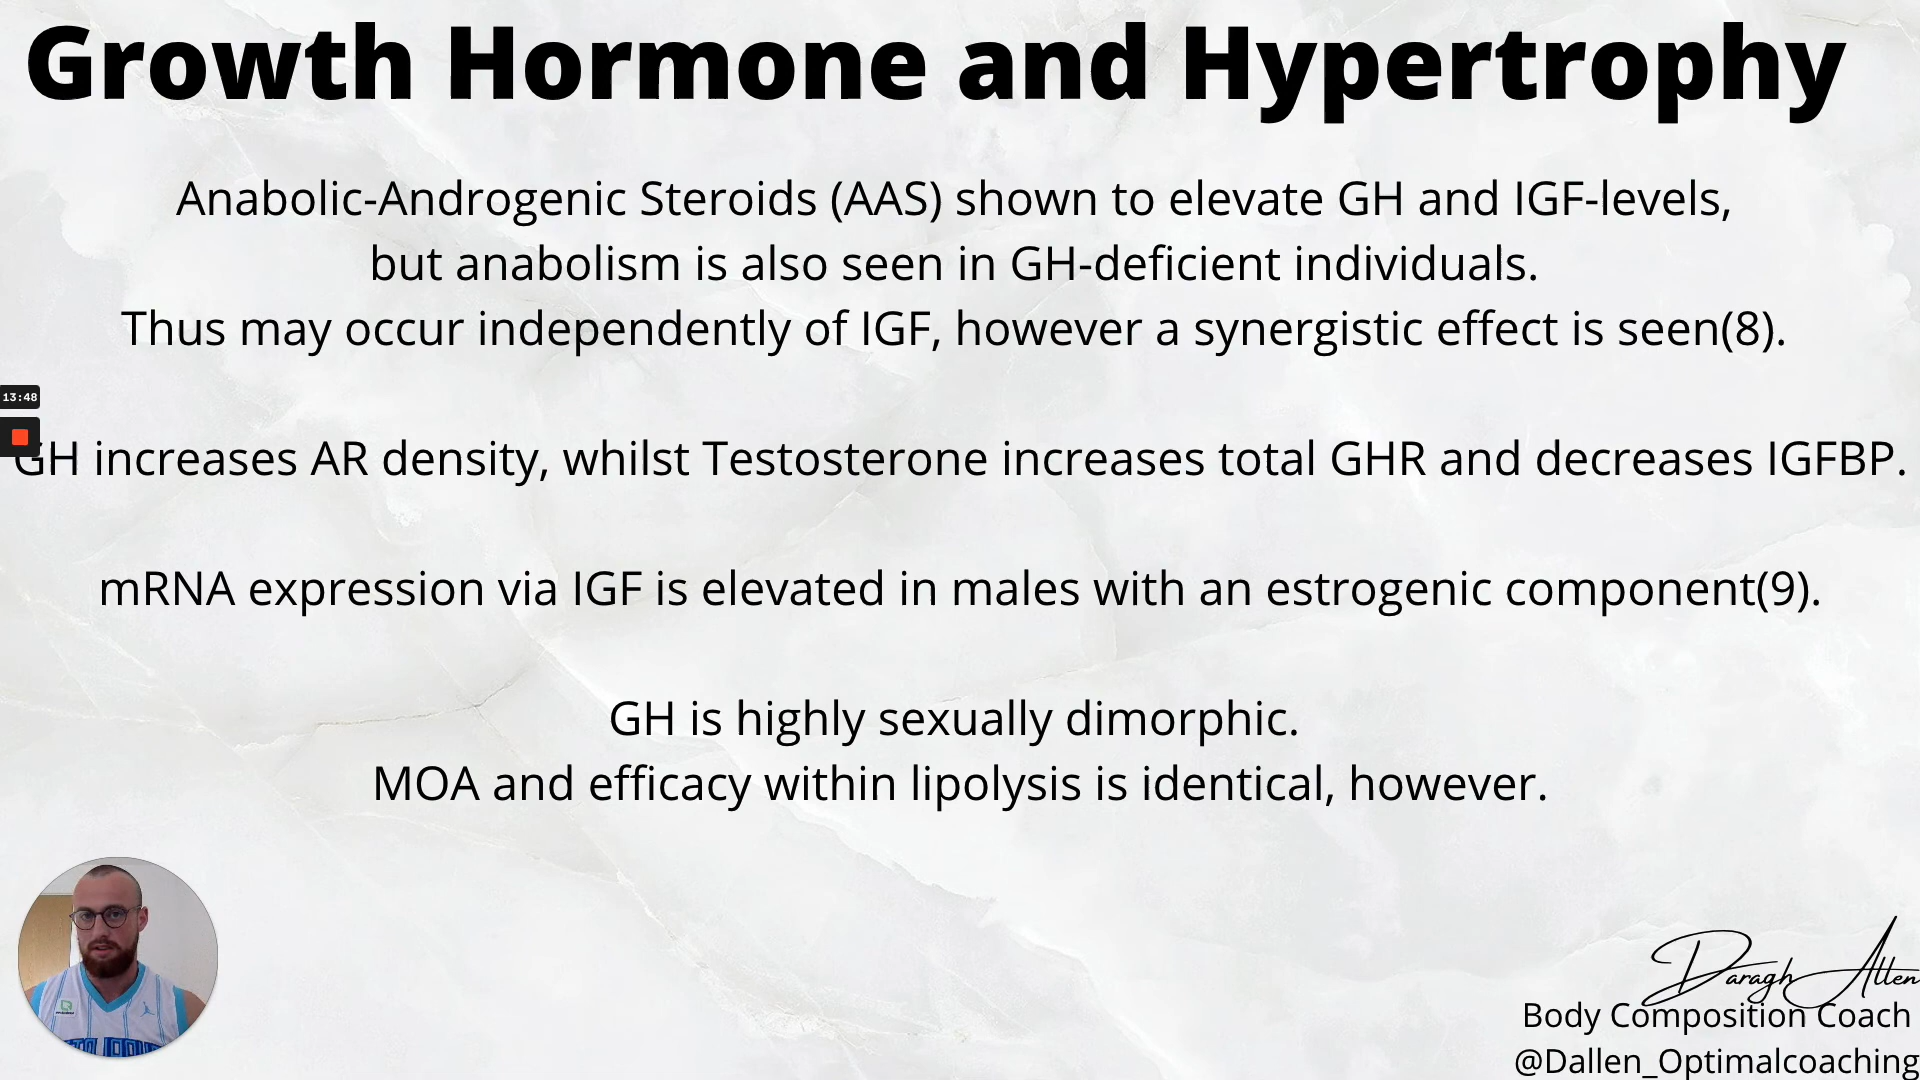 Growth Hormone and Hypertrophy
Anabolic-Androgenic Steroids (AAS) shown to elevate GH and IGF-levels,
but anabolism is also seen in GH-deficient individuals.
Thus may occur independently of IGF, however a synergistic effect is seen(8).
13:48
GH increases AR density, whilst Testosterone increases total GHR and decreases IGFBP.
mRNA expression via IGF is elevated in males with an estrogenic component(9).
GH is highly sexually dimorphic.
MOA and efficacy within lipolysis is identical, however.
Daragh Allen
Body Composition Coach
@Dallen_Optimalcoaching